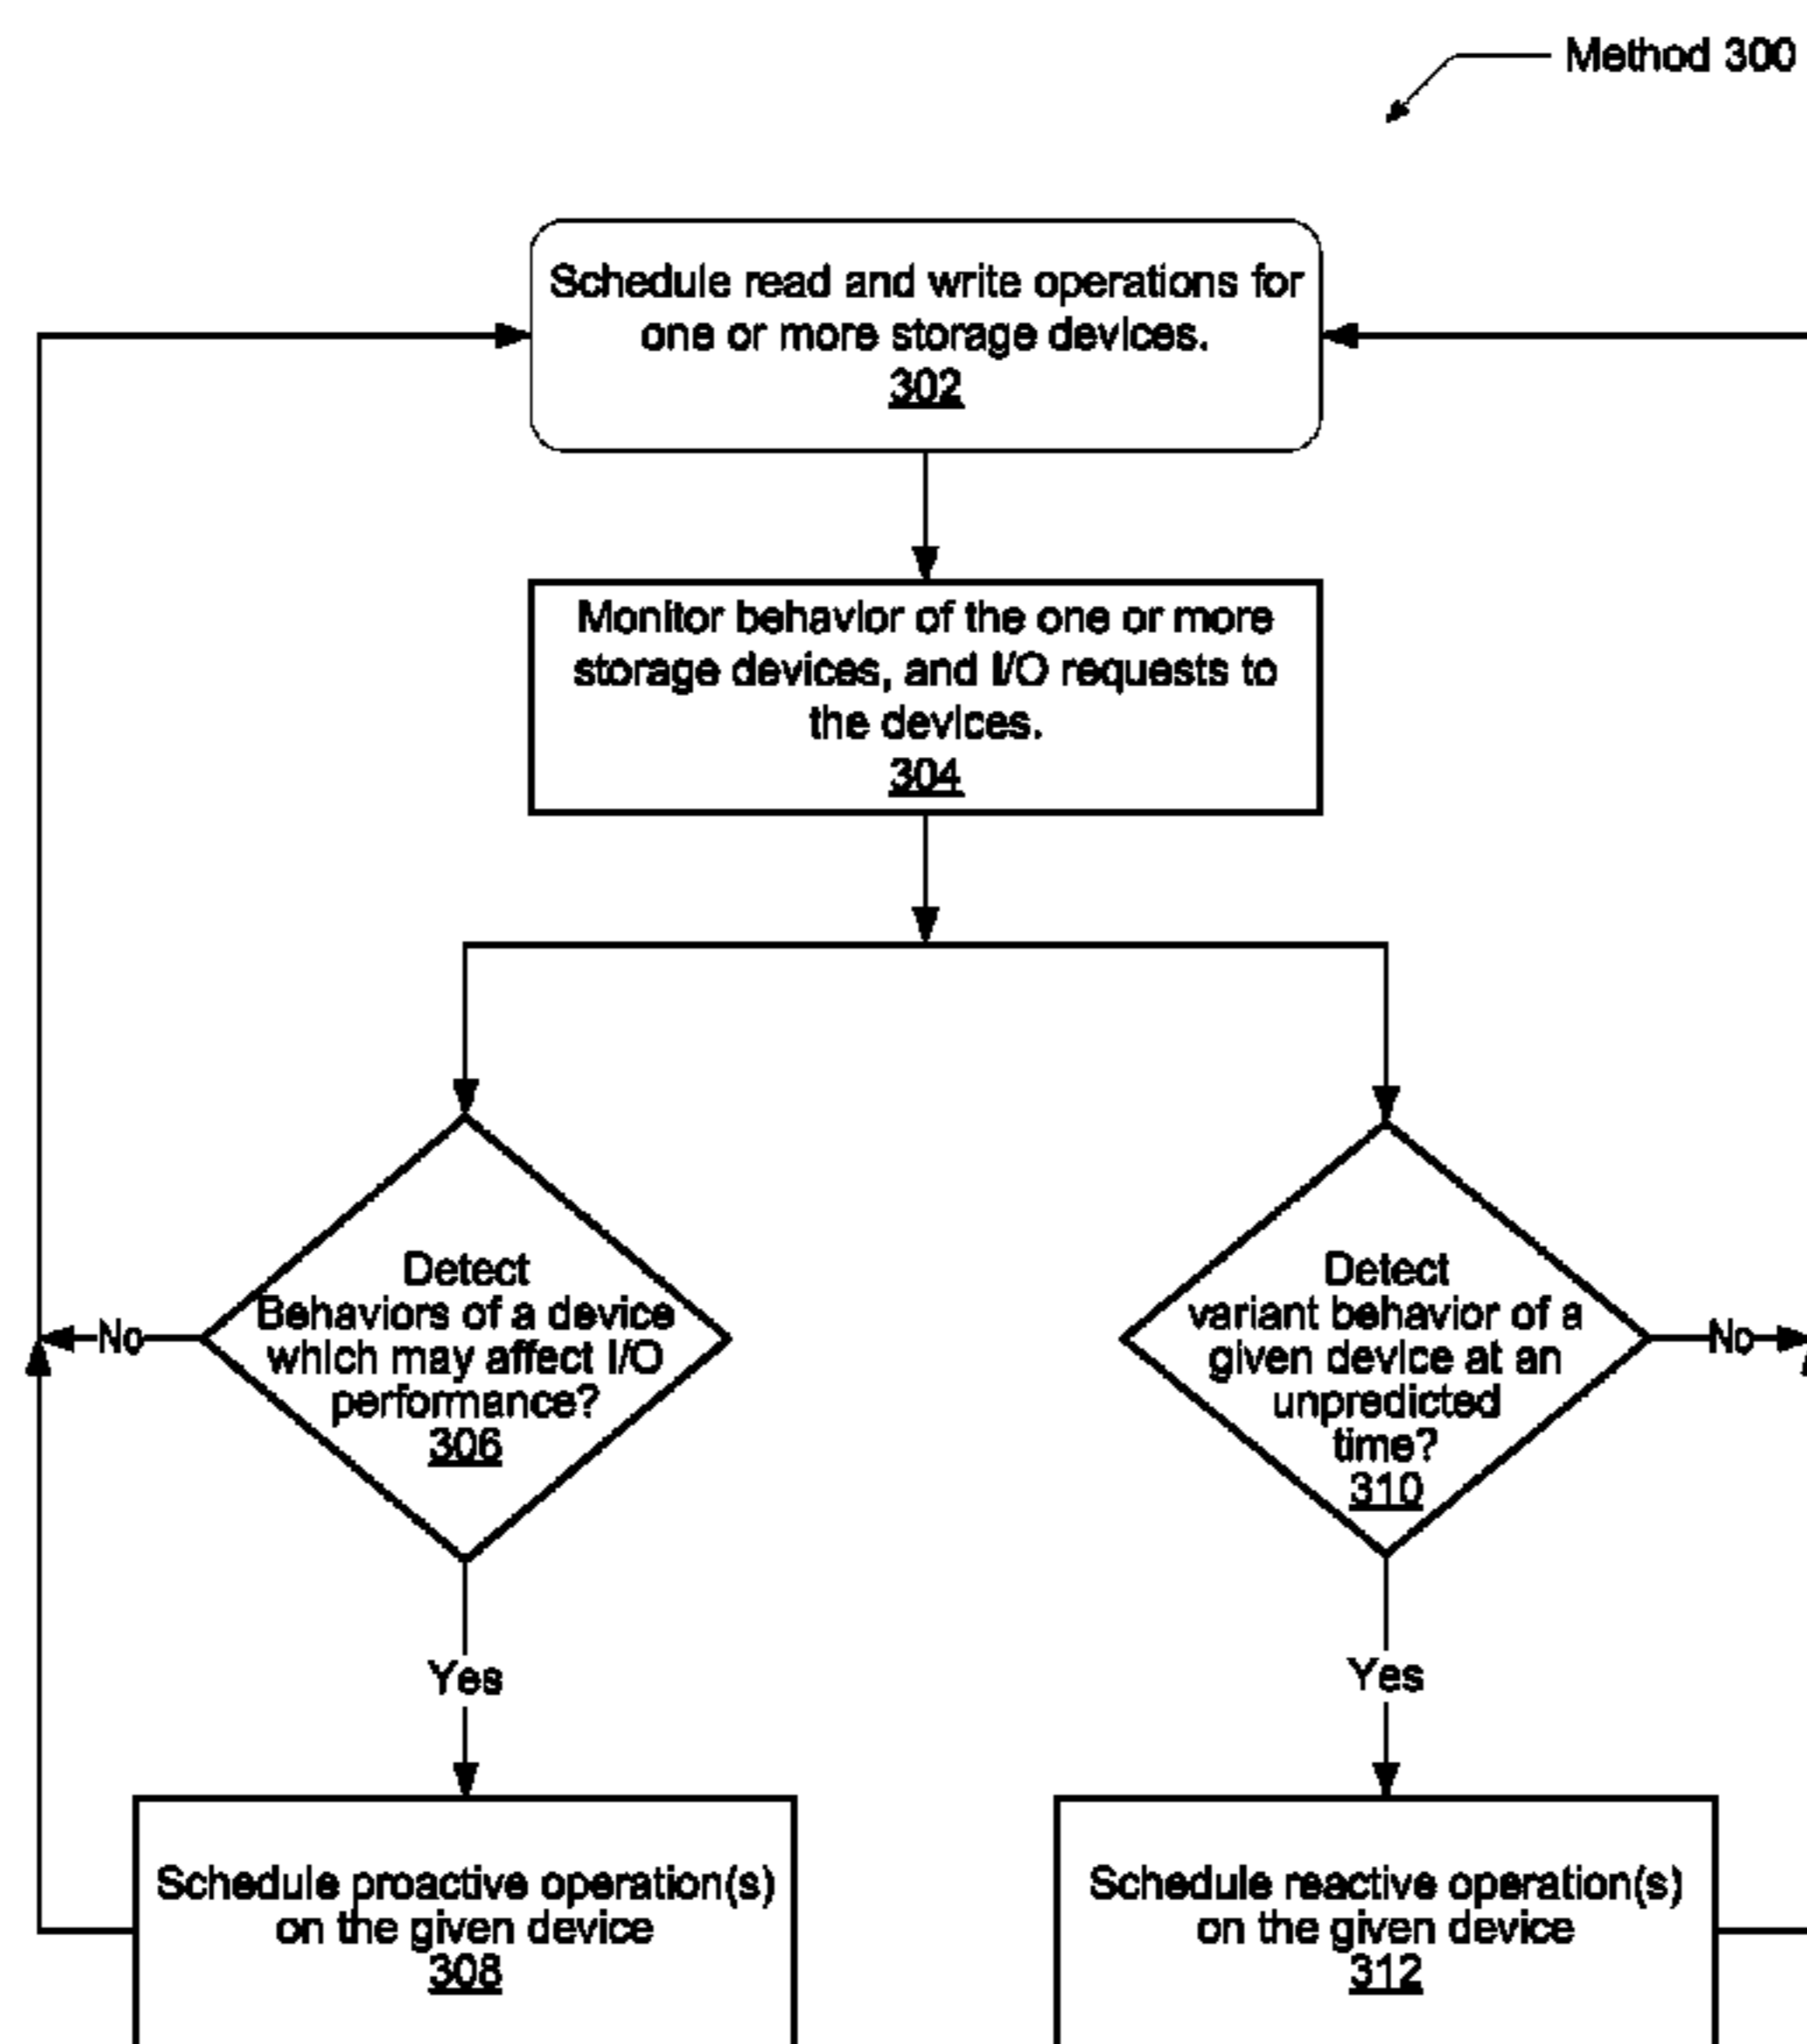 Method 300
Schedule read and write operations for
one or more storage devices.
302
Monitor behavior of the one or more
storage devices, and I/O requests to
the devices.
304
Detect
Behaviors of a device
which may affect I/O
performance?
306
No
Yes
Detect
variant behavior of a
given device at an
unpredicted
time?
310
No
Yes
Schedule proactive operation(s)
on the given device
308
Schedule reactive operation(s)
on the given device
312